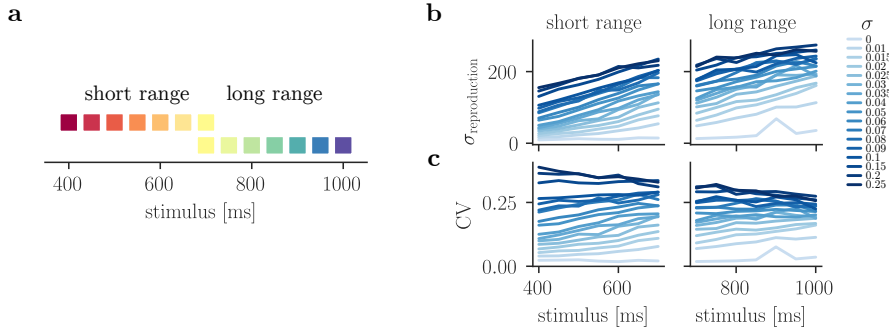 a
short range
long range
400
600
800
1000
stimulus [ms]
b
short range
long range
σ
200
0
σreproduction
0
0.01
0.015
0.02
0.025
0.03
0.035
0.04
0.05
0.06
0.07
0.08
0.09
0.1
0.15
0.2
0.25
c
0.25
0.00
CV
400
600
800
1000
stimulus [ms]
stimulus [ms]